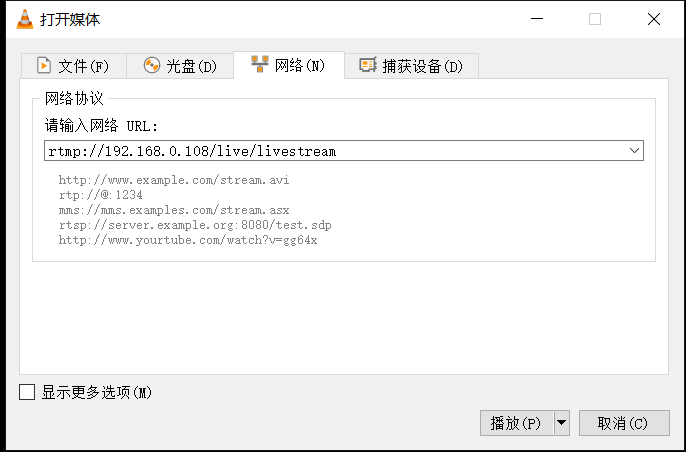 打开媒体
文件(F)
光盘(D)
网络(N)
捕获设备(D)
网络协议
请输入网络 URL:
rtmp://192.168.0.108/live/livestream
http://www.example.com/stream.avi
rtp://@:1234
mms://mms.examples.com/stream.asx
rtsp://server.example.org:8080/test.sdp
http://www.yourtube.com/watch?v=gg64x
显示更多选项(M)
播放(P)
取消(C)